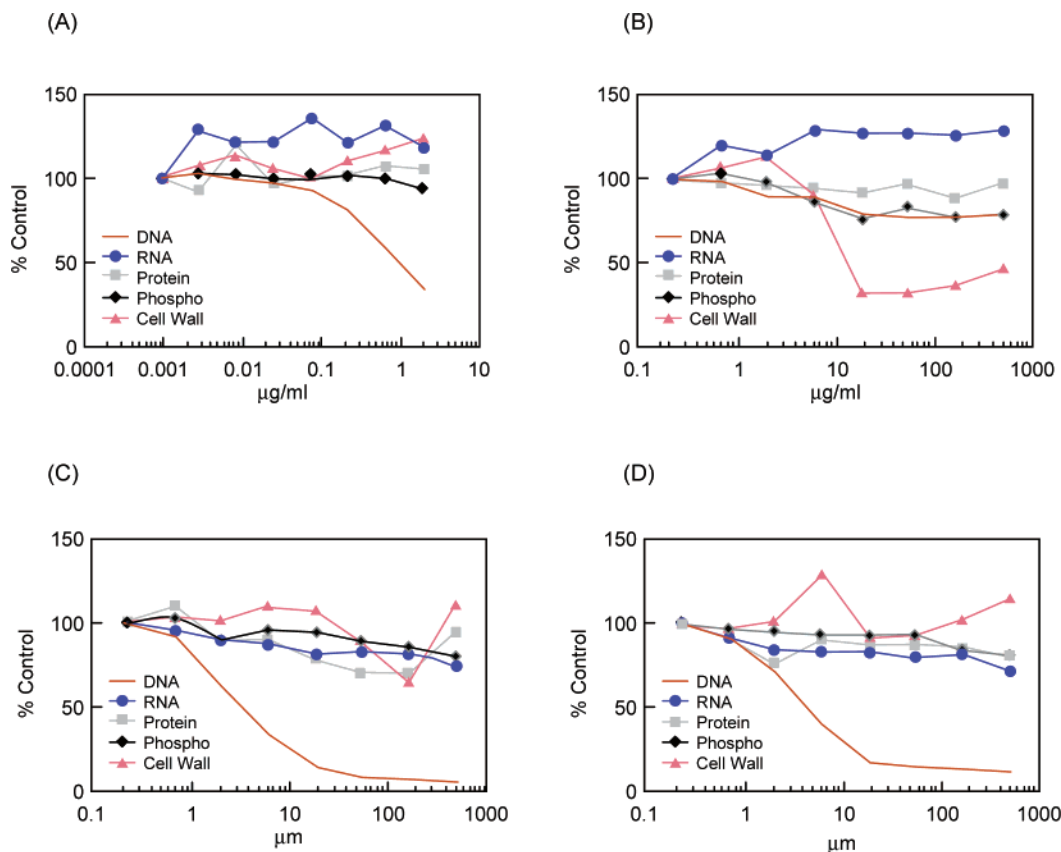 (A)
150
100
50
0
% Control
DNA
RNA
Protein
Phospho
Cell Wall
0.0001 0.001 0.01 0.1 1 10
μg/ml
(B)
150
100
50
0
% Control
DNA
RNA
Protein
Phospho
Cell Wall
0.1 1 10 100 1000
μg/ml
(C)
150
100
50
0
% Control
DNA
RNA
Protein
Phospho
Cell Wall
0.1 1 10 100 1000
μm
(D)
150
100
50
0
% Control
DNA
RNA
Protein
Phospho
Cell Wall
0.1 1 10 100 1000
μm